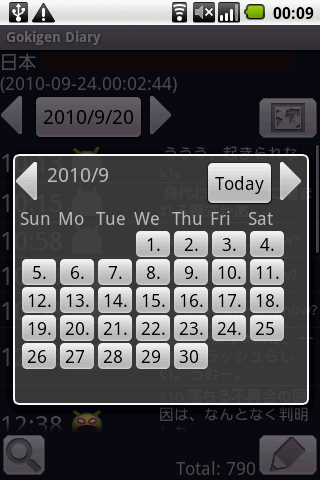 00:09
Gokigen Diary
日本
(2010-09-24.00:02:44)
2010/9/20
2010/9
Today
Sun Mo Tue We Thu Fri Sat
1. 2. 3. 4.
5. 6. 7. 8. 9. 10. 11.
12. 13. 14. 15. 16. 17. 18.
19. 20. 21. 22. 23. 24. 25
26 27 28 29 30
因は、なんとなく判明
12:38
Total: 790